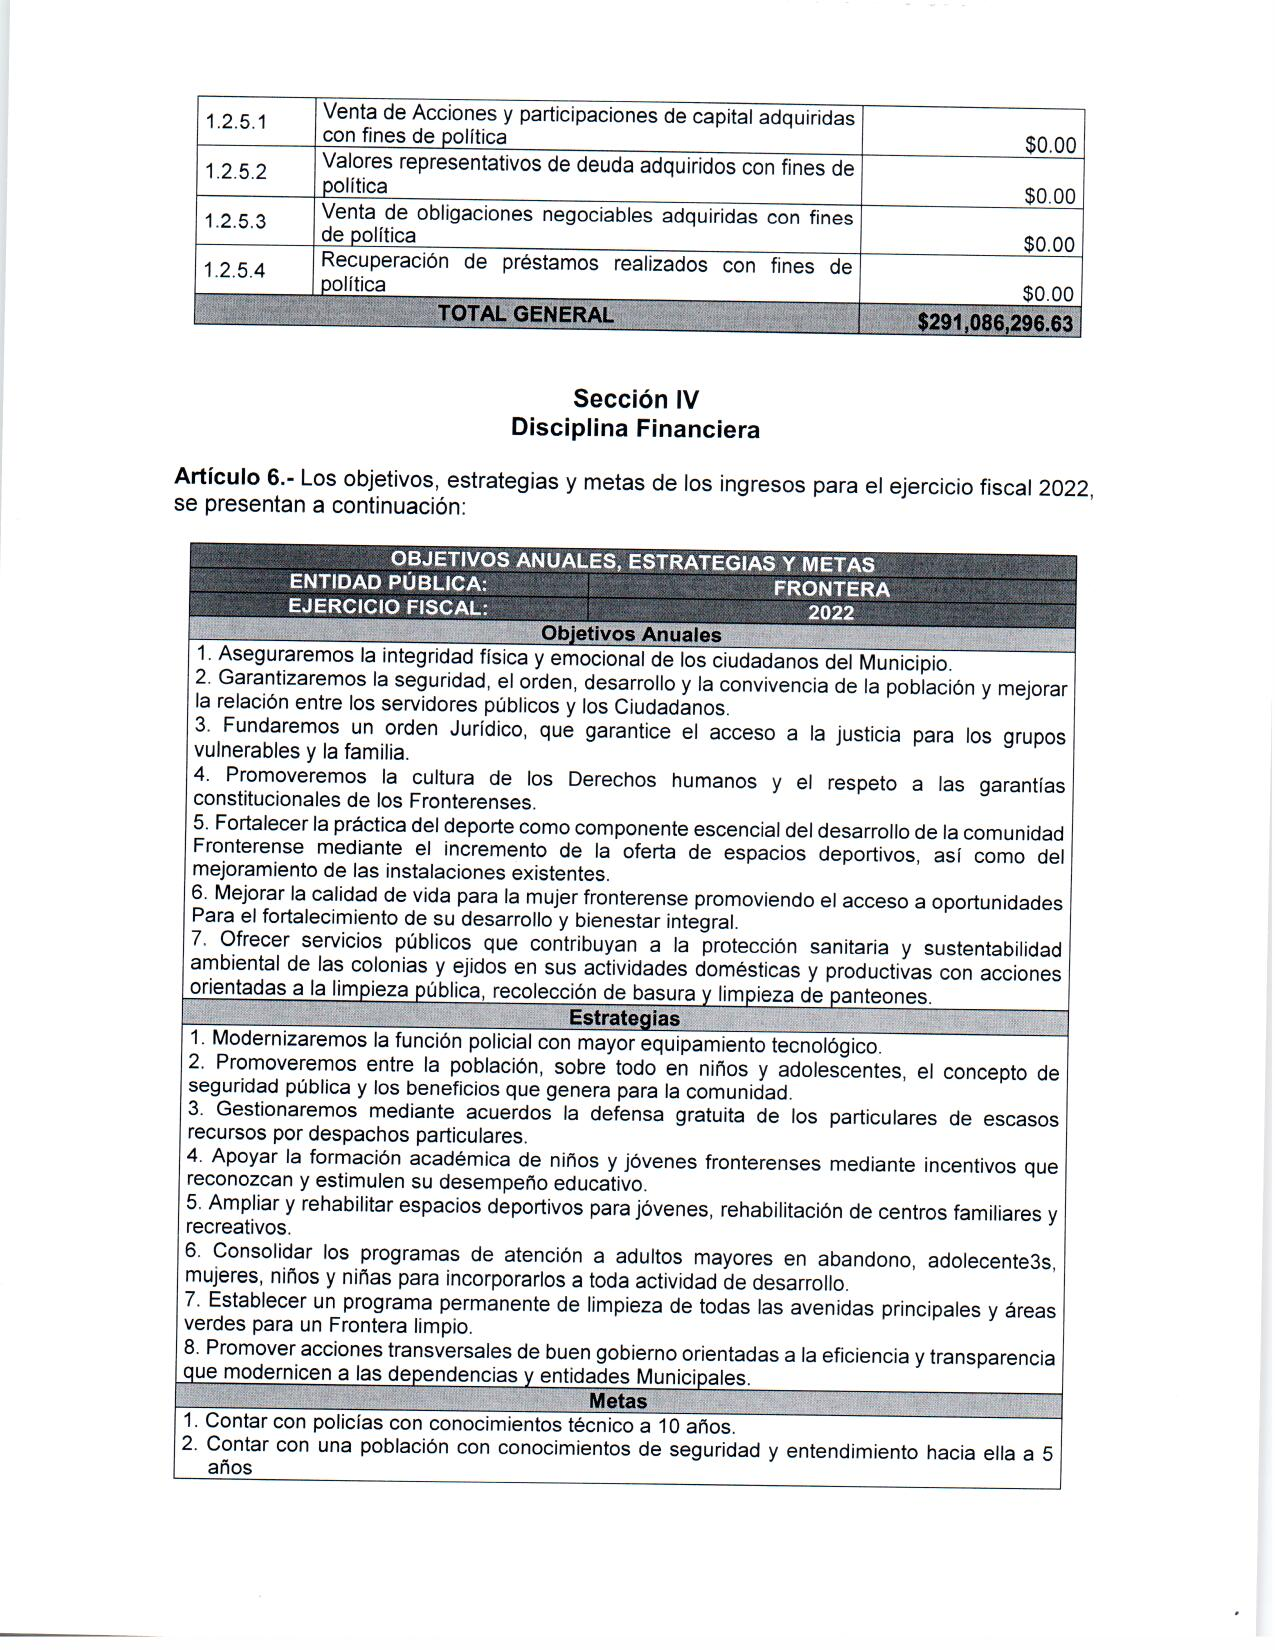 1.2.5.1 Venta de Acciones y participaciones de capital adquiridas
con fines de política $0.00
1.2.5.2 Valores representativos de deuda adquiridos con fines de
política $0.00
1.2.5.3 Venta de obligaciones negociables adquiridas con fines
de política $0.00
1.2.5.4 Recuperación de préstamos realizados con fines de
política $0.00
TOTAL GENERAL $291,086,296.63
Sección IV
Disciplina Financiera
Artículo 6.- Los objetivos, estrategias y metas de los ingresos para el ejercicio fiscal 2022,
se presentan a continuación:
OBJETIVOS ANUALES, ESTRATEGIAS Y METAS
ENTIDAD PÚBLICA: FRONTERA
EJERCICIO FISCAL: 2022
Objetivos Anuales
1. Aseguraremos la integridad física y emocional de los ciudadanos del Municipio.
2. Garantizaremos la seguridad, el orden, desarrollo y la convivencia de la población y mejorar
la relación entre los servidores públicos y los Ciudadanos.
3. Fundaremos un orden Jurídico, que garantice el acceso a la justicia para los grupos
vulnerables y la familia.
4. Promoveremos la cultura de los Derechos humanos y el respeto a las garantías
constitucionales de los Fronterenses.
5. Fortalecer la práctica del deporte como componente escencial del desarrollo de la comunidad
Fronterense mediante el incremento de la oferta de espacios deportivos, así como del
mejoramiento de las instalaciones existentes.
6. Mejorar la calidad de vida para la mujer fronterense promoviendo el acceso a oportunidades
Para el fortalecimiento de su desarrollo y bienestar integral.
7. Ofrecer servicios públicos que contribuyan a la protección sanitaria y sustentabilidad
ambiental de las colonias y ejidos en sus actividades domésticas y productivas con acciones
orientadas a la limpieza pública, recolección de basura y limpieza de panteones.
Estrategias
1. Modernizaremos la función policial con mayor equipamiento tecnológico.
2. Promoveremos entre la población, sobre todo en niños y adolescentes, el concepto de
seguridad pública y los beneficios que genera para la comunidad.
3. Gestionaremos mediante acuerdos la defensa gratuita de los particulares de escasos
recursos por despachos particulares.
4. Apoyar la formación académica de niños y jóvenes fronterenses mediante incentivos que
reconozcan y estimulen su desempeño educativo.
5. Ampliar y rehabilitar espacios deportivos para jóvenes, rehabilitación de centros familiares y
recreativos.
6. Consolidar los programas de atención a adultos mayores en abandono, adolecente3s,
mujeres, niños y niñas para incorporarlos a toda actividad de desarrollo.
7. Establecer un programa permanente de limpieza de todas las avenidas principales y áreas
verdes para un Frontera limpio.
8. Promover acciones transversales de buen gobierno orientadas a la eficiencia y transparencia
que modernicen a las dependencias y entidades Municipales.
Metas
1. Contar con policías con conocimientos técnico a 10 años.
2. Contar con una población con conocimientos de seguridad y entendimiento hacia ella a 5
años